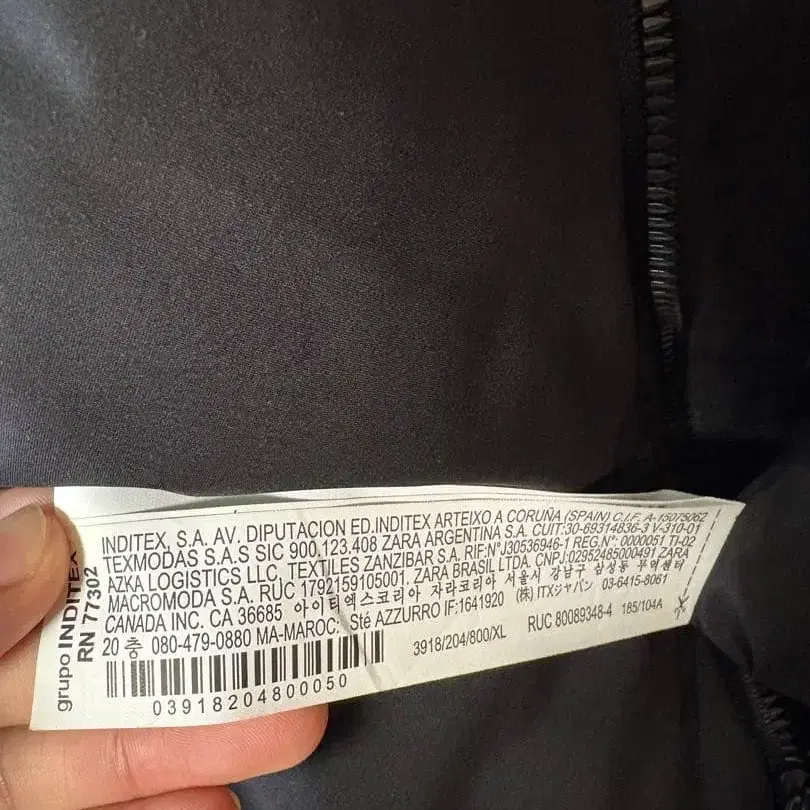 grupo INDITEX
RN 77302
INDITEX, S.A. AV. DIPUTACION ED.INDITEX ARTEIXO A CORUÑA (SPAIN) C.I.F. A-15075062
TEXMODAS S.A.S SIC 900.123.408 ZARA ARGENTINA S.A. CUIT:30-69314836-3 V-310-01
AZKA LOGISTICS LLC, TEXTILES ZANZIBAR S.A. RIF:N°J30536946-1 REG.N°: 0000051 TI-02
MACROMODA S.A. RUC 1792159105001. ZARA BRASIL LTDA. CNPJ:02952485000491 ZARA
CANADA INC. CA 36685 아이티엑스코리아 자라코리아 서울시 강남구 삼성동 무역센터
20 층 080-479-0880 MA-MAROC: Sté AZZURRO IF:1641920 (株) ITXジャパン 03-6415-8061
3918/204/800/XL RUC 80089348-4 185/104A
03918204800050